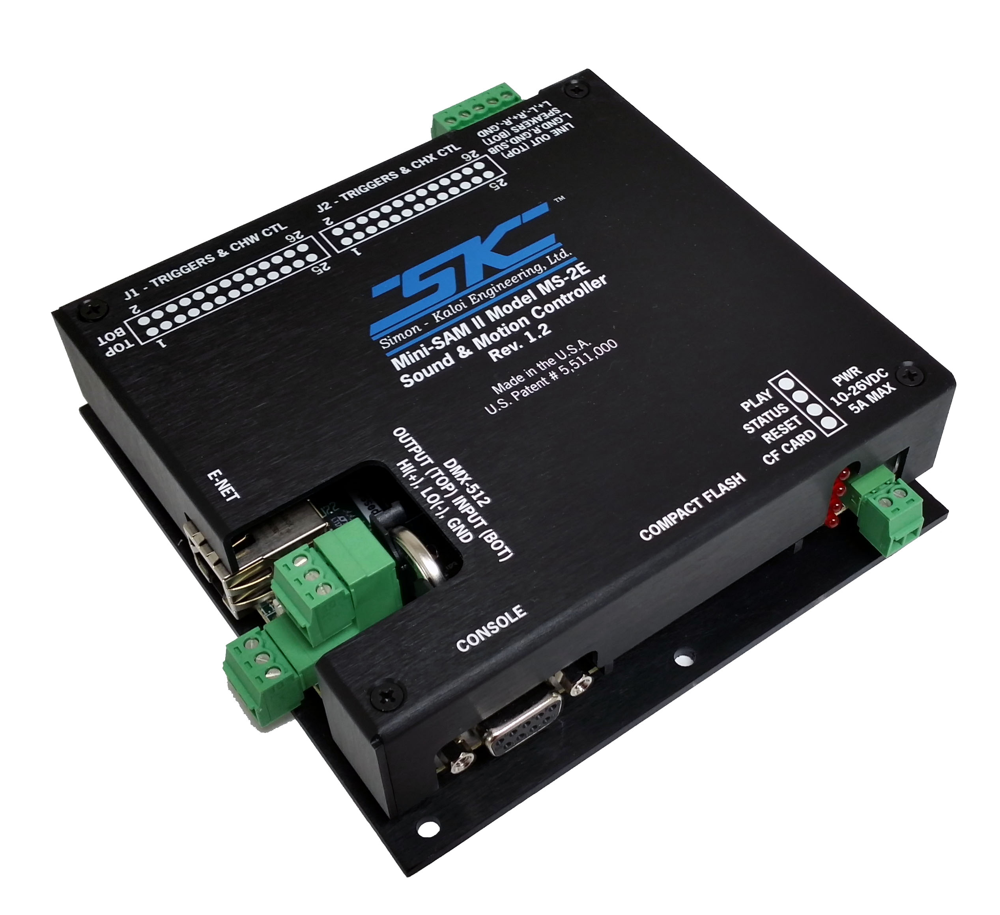 LINE OUT (TOP)
L,GND,R,GND,SUB
SPEAKERS (BOT)
L+,L-,R+,R-,GND
J2 - TRIGGERS & CHX CTL
2
26
1
25
J1 - TRIGGERS & CHW CTL
2
26
1
25
BOT
TOP
SKC
TM
Simon - Kaloi Engineering, Ltd.
Mini-SAM II Model MS-2E
Sound & Motion Controller
Rev. 1.2
Made in the U.S.A.
U.S. Patent # 5,511,000
PLAY
STATUS
RESET
CF CARD
PWR
10-26VDC
5A MAX
E-NET
DMX-512
OUTPUT (TOP) INPUT (BOT)
HI(+), LO(-), GND
COMPACT FLASH
CONSOLE